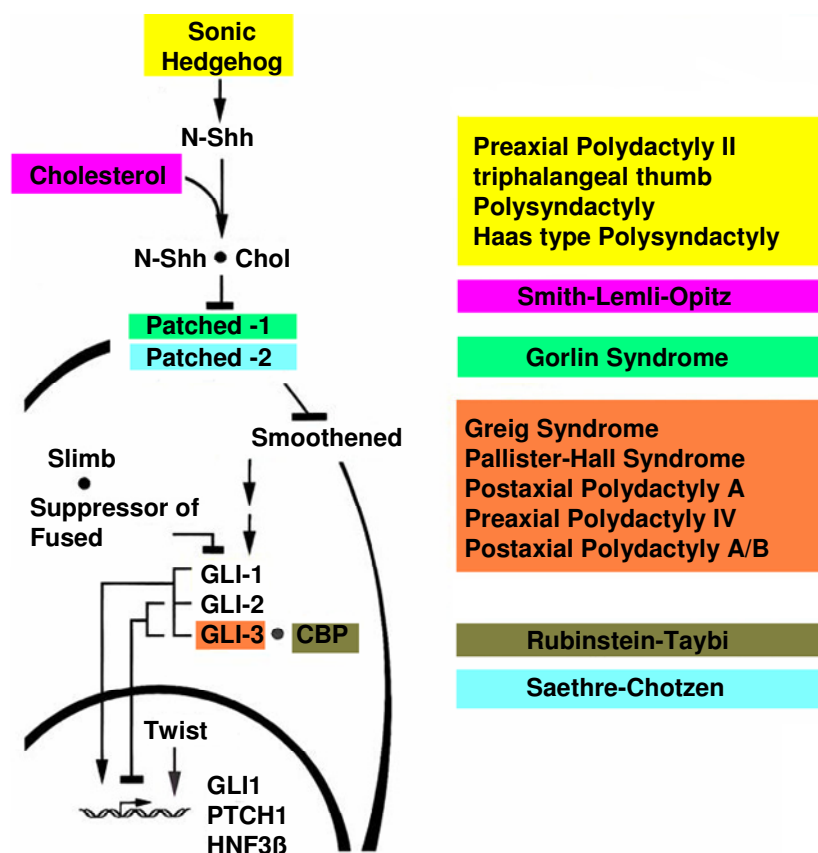 Sonic
Hedgehog
N-Shh
Cholesterol
N-Shh • Chol
Patched -1
Patched -2
Smoothened
Slimb
•
Suppressor of
Fused
GLI-1
GLI-2
GLI-3 • CBP
Twist
GLI1
PTCH1
HNF3ß
Preaxial Polydactyly II
triphalangeal thumb
Polysyndactyly
Haas type Polysyndactyly
Smith-Lemli-Opitz
Gorlin Syndrome
Greig Syndrome
Pallister-Hall Syndrome
Postaxial Polydactyly A
Preaxial Polydactyly IV
Postaxial Polydactyly A/B
Rubinstein-Taybi
Saethre-Chotzen